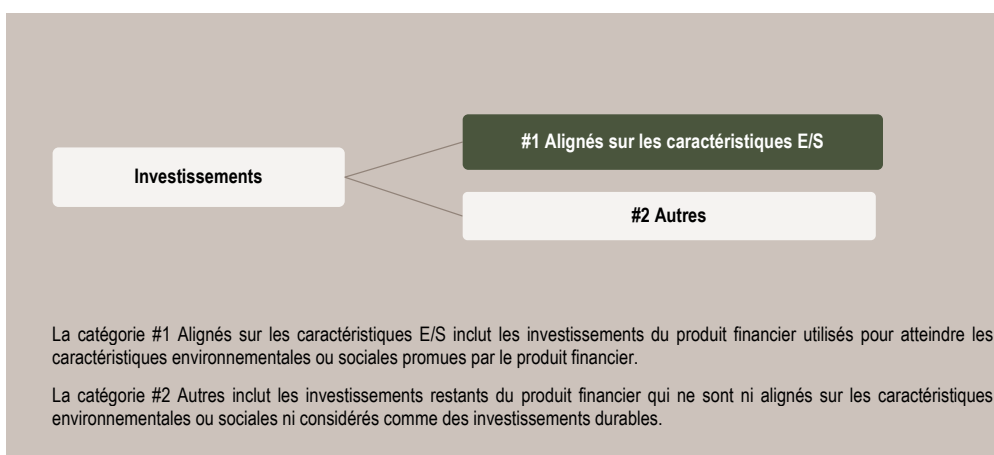 #1 Alignés sur les caractéristiques E/S
Investissements
#2 Autres
La catégorie #1 Alignés sur les caractéristiques E/S inclut les investissements du produit financier utilisés pour atteindre les
caractéristiques environnementales ou sociales promues par le produit financier.
La catégorie #2 Autres inclut les investissements restants du produit financier qui ne sont ni alignés sur les caractéristiques
environnementales ou sociales ni considérés comme des investissements durables.